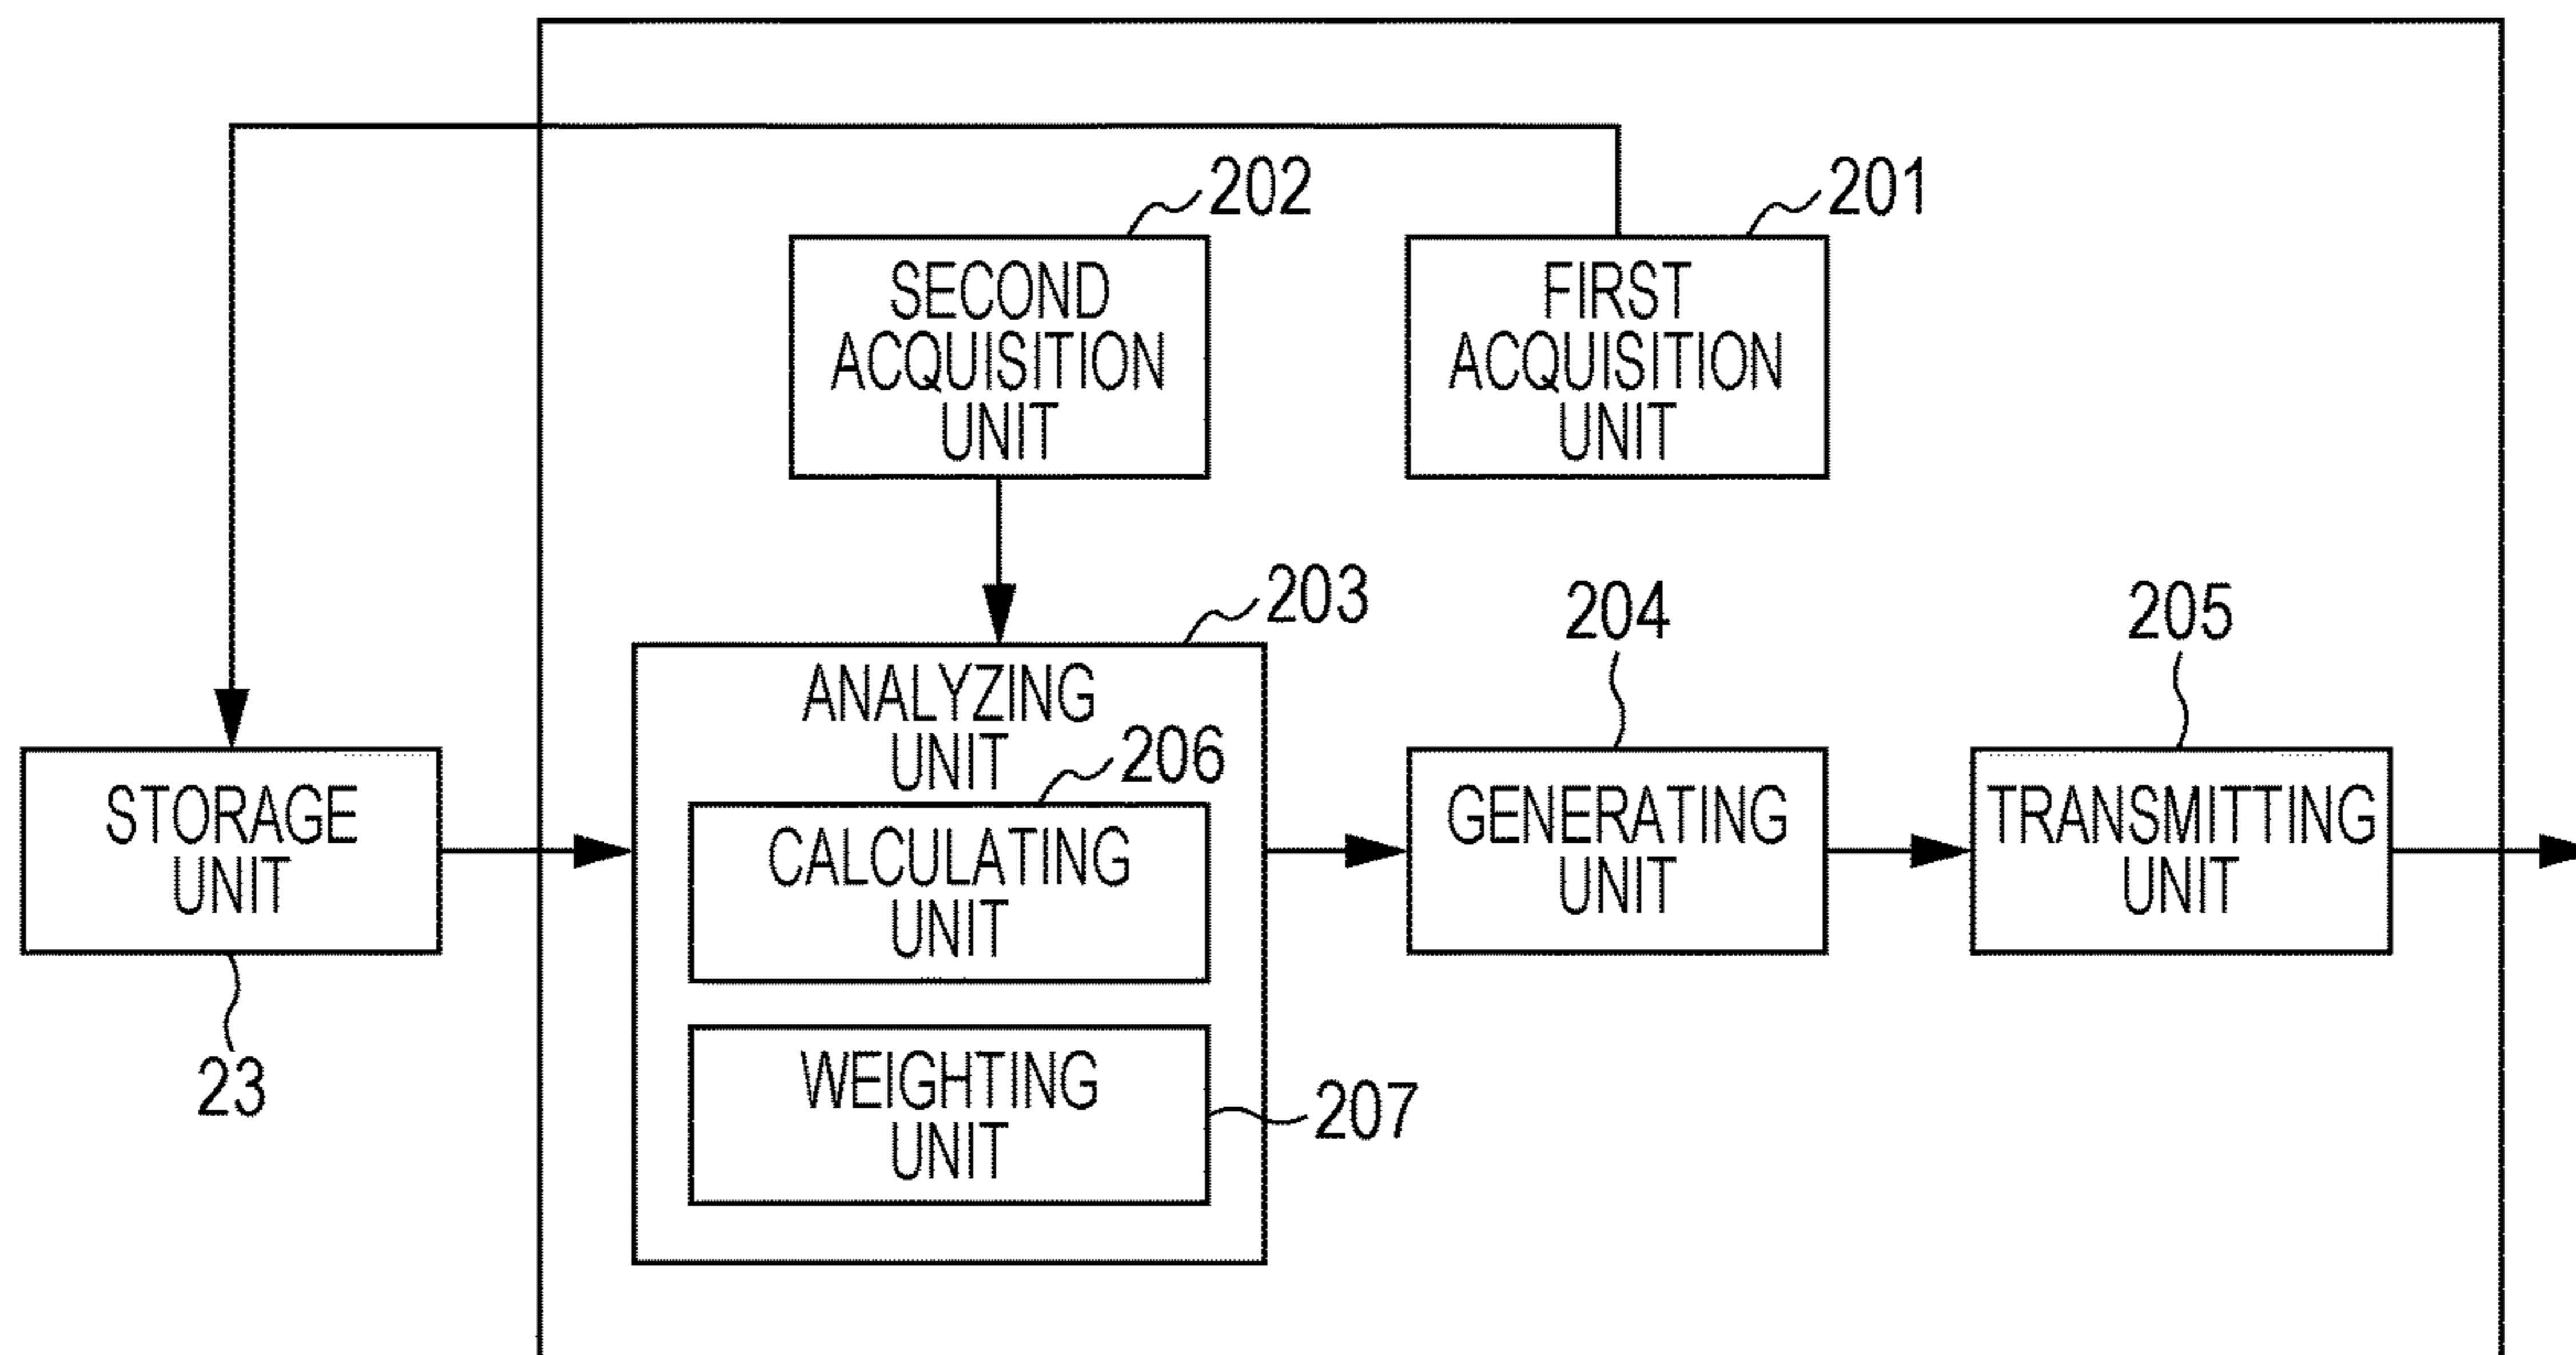 202
201
SECOND
ACQUISITION
UNIT
FIRST
ACQUISITION
UNIT
203
204
205
ANALYZING
UNIT
206
STORAGE
UNIT
CALCULATING
UNIT
GENERATING
UNIT
TRANSMITTING
UNIT
23
WEIGHTING
UNIT
207